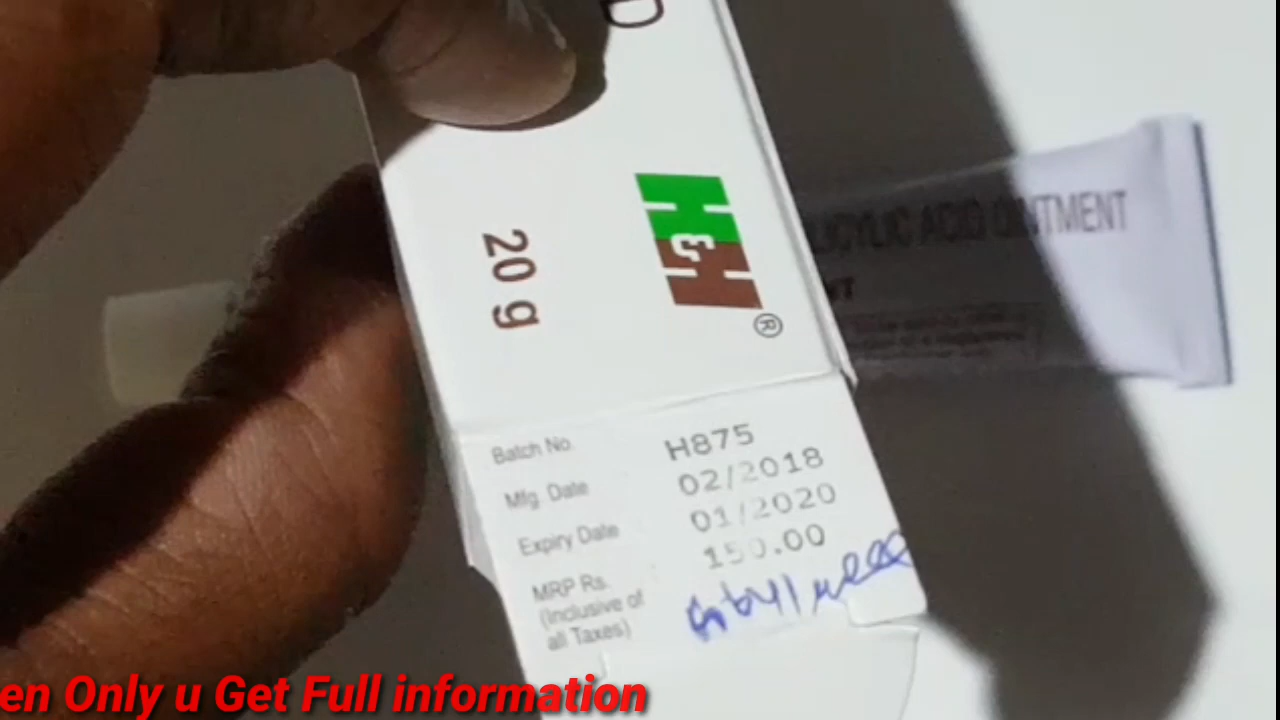 D
H&H®
20 g
LICYLIC ACID OINTMENT
Batch No. H875
Mfg. Date 02/2018
Expiry Date 01/2020
MRP Rs. 150.00
(Inclusive of
all Taxes)
en Only u Get Full information